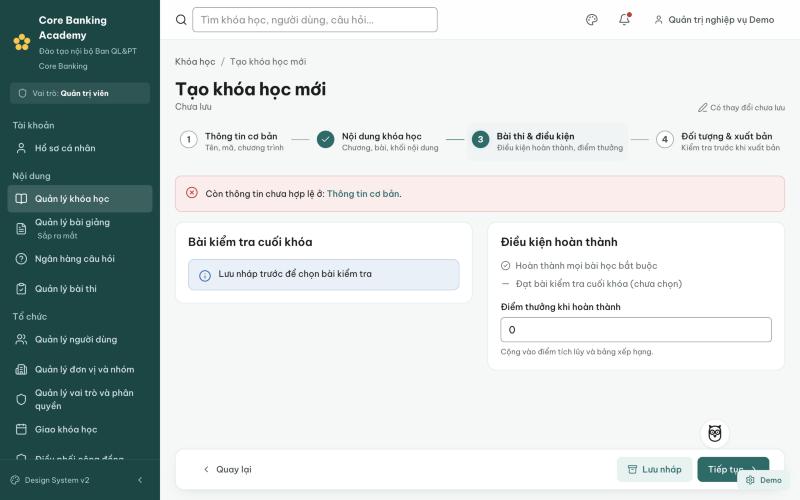 Core Banking Academy
Đào tạo nội bộ Ban QL&PT Core Banking
Vai trò: Quản trị viên
Tài khoản
Hồ sơ cá nhân
Nội dung
Quản lý khóa học
Quản lý bài giảng
Sắp ra mắt
Ngân hàng câu hỏi
Quản lý bài thi
Tổ chức
Quản lý người dùng
Quản lý đơn vị và nhóm
Quản lý vai trò và phân quyền
Giao khóa học
Design System v2
Tìm khóa học, người dùng, câu hỏi...
Quản trị nghiệp vụ Demo
Khóa học / Tạo khóa học mới
Tạo khóa học mới
Chưa lưu
Có thay đổi chưa lưu
1 Thông tin cơ bản
Tên, mã, chương trình
Nội dung khóa học
Chương, bài, khối nội dung
3 Bài thi & điều kiện
Điều kiện hoàn thành, điểm thưởng
4 Đối tượng & xuất bản
Kiểm tra trước khi xuất bản
Còn thông tin chưa hợp lệ ở: Thông tin cơ bản.
Bài kiểm tra cuối khóa
Lưu nháp trước để chọn bài kiểm tra
Điều kiện hoàn thành
Hoàn thành mọi bài học bắt buộc
Đạt bài kiểm tra cuối khóa (chưa chọn)
Điểm thưởng khi hoàn thành
0
Cộng vào điểm tích lũy và bảng xếp hạng.
Quay lại
Lưu nháp
Tiếp tục
Demo